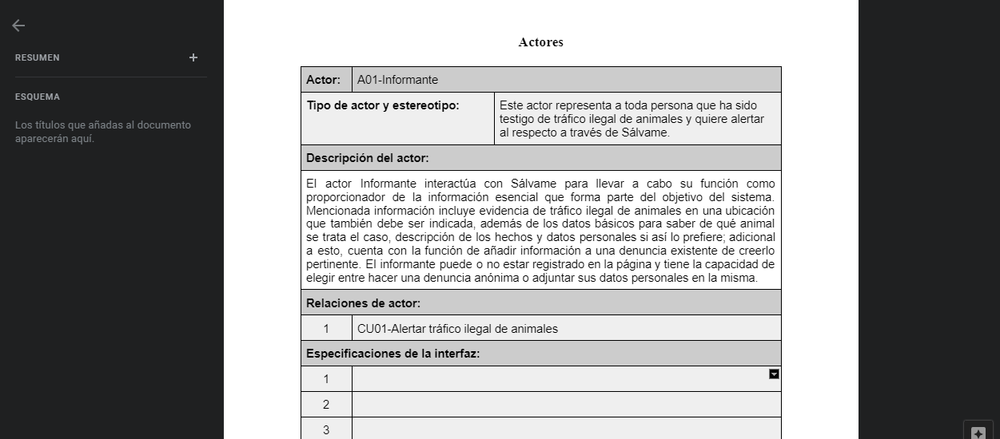 RESUMEN
ESQUEMA
Los títulos que añadas al documento
aparecerán aquí.
Actores
Actor: A01-Informante
Tipo de actor y estereotipo: Este actor representa a toda persona que ha sido
testigo de tráfico ilegal de animales y quiere alertar
al respecto a través de Sálvame.
Descripción del actor:
El actor Informante interactúa con Sálvame para llevar a cabo su función como
proporcionador de la información esencial que forma parte del objetivo del sistema.
Mencionada información incluye evidencia de tráfico ilegal de animales en una ubicación
que también debe ser indicada, además de los datos básicos para saber de qué animal
se trata el caso, descripción de los hechos y datos personales si así lo prefiere; adicional
a esto, cuenta con la función de añadir información a una denuncia existente de creerlo
pertinente. El informante puede o no estar registrado en la página y tiene la capacidad de
elegir entre hacer una denuncia anónima o adjuntar sus datos personales en la misma.
Relaciones de actor:
1 CU01-Alertar tráfico ilegal de animales
Especificaciones de la interfaz:
1
2
3